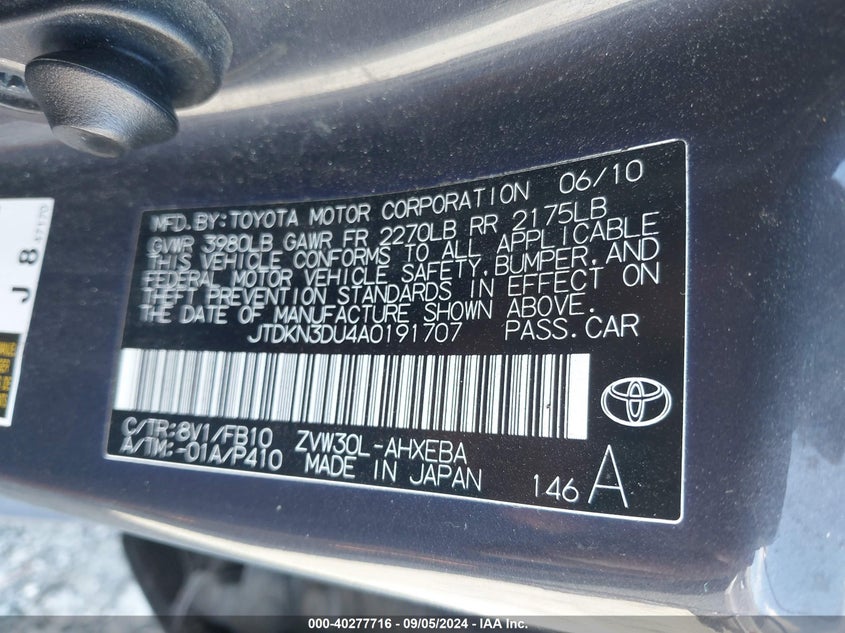 MFD.BY:TOYOTA MOTOR CORPORATION 06/10
GVWR 3980LB GAWR FR 2270LB RR 2175LB
THIS VEHICLE CONFORMS TO ALL APPLICABLE
FEDERAL MOTOR VEHICLE SAFETY,BUMPER,AND
THEFT PREVENTION STANDARDS IN EFFECT ON
THE DATE OF MANUFACTURE SHOWN ABOVE.
JTDKN3DU4A0191707 PASS.CAR
C/TR:8V1/FB10 ZVW30L-AHXEBA
A/TM:-01A/P410 MADE IN JAPAN
146 A
J 8
47170
000-40277716 - 09/05/2024 - IAA Inc.